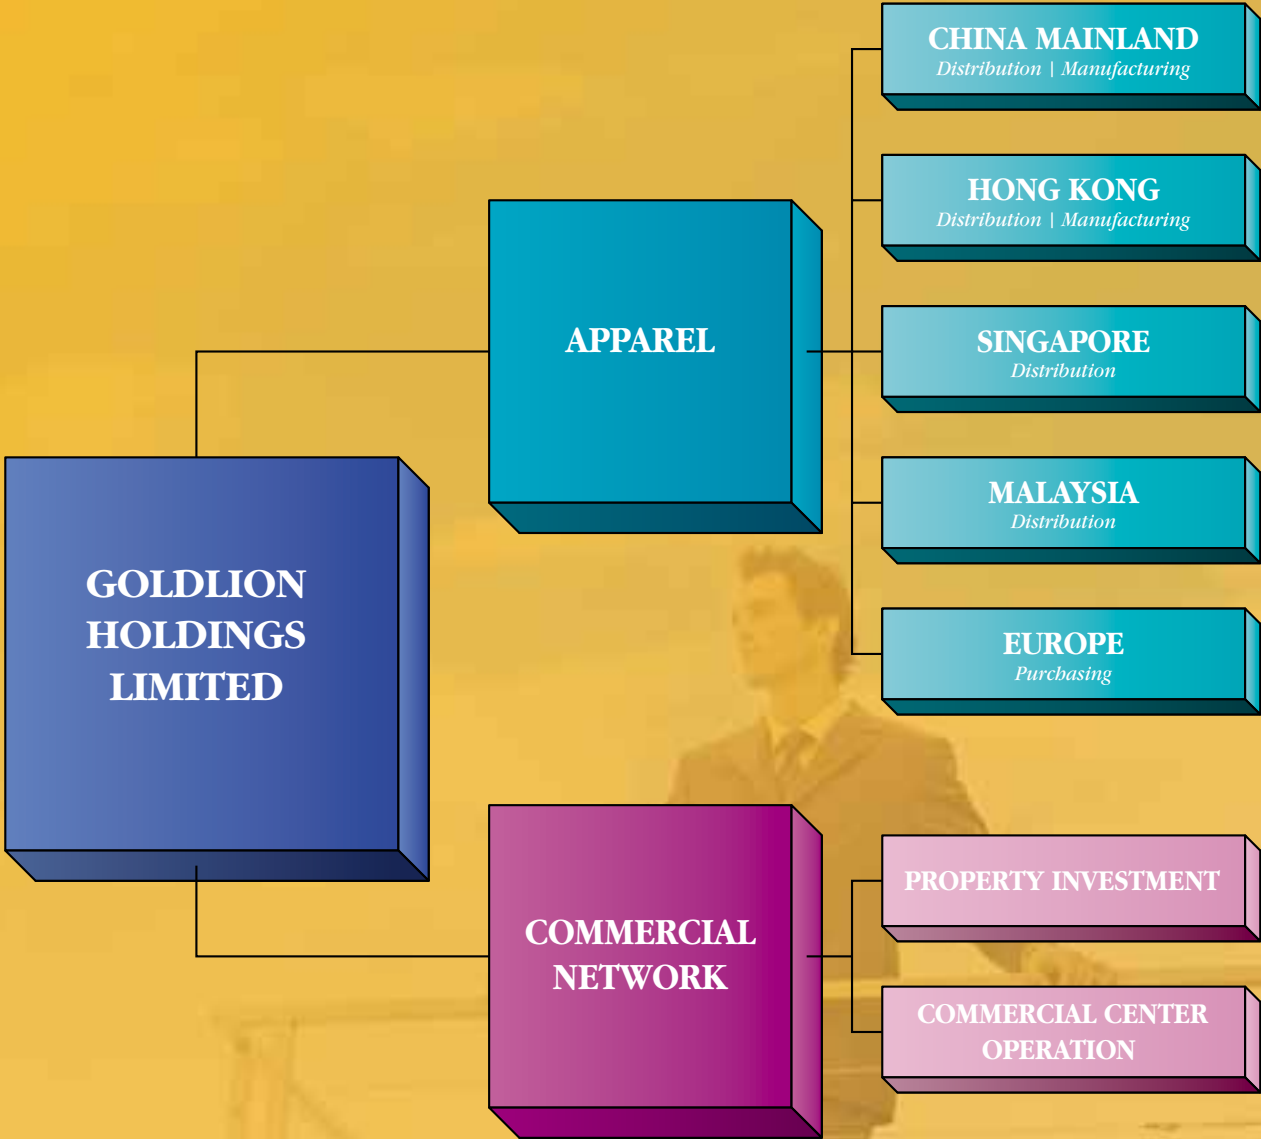 CHINA MAINLAND
Distribution | Manufacturing
HONG KONG
Distribution | Manufacturing
APPAREL
SINGAPORE
Distribution
MALAYSIA
Distribution
GOLDLION
HOLDINGS
LIMITED
EUROPE
Purchasing
COMMERCIAL
NETWORK
PROPERTY INVESTMENT
COMMERCIAL CENTER
OPERATION